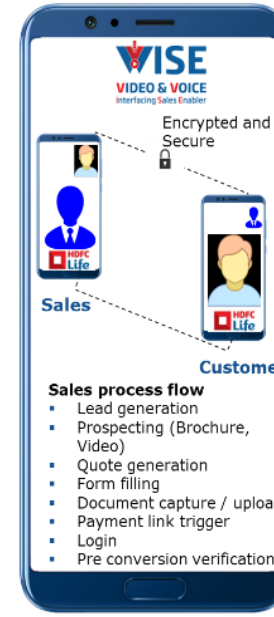 WISE
VIDEO & VOICE
Interfacing Sales Enabler
Encrypted and
Secure
HDFC
Life
HDFC
Life
Sales
Custome
Sales process flow
▪ Lead generation
▪ Prospecting (Brochure,
Video)
▪ Quote generation
▪ Form filling
▪ Document capture / uploa
▪ Payment link trigger
▪ Login
▪ Pre conversion verification